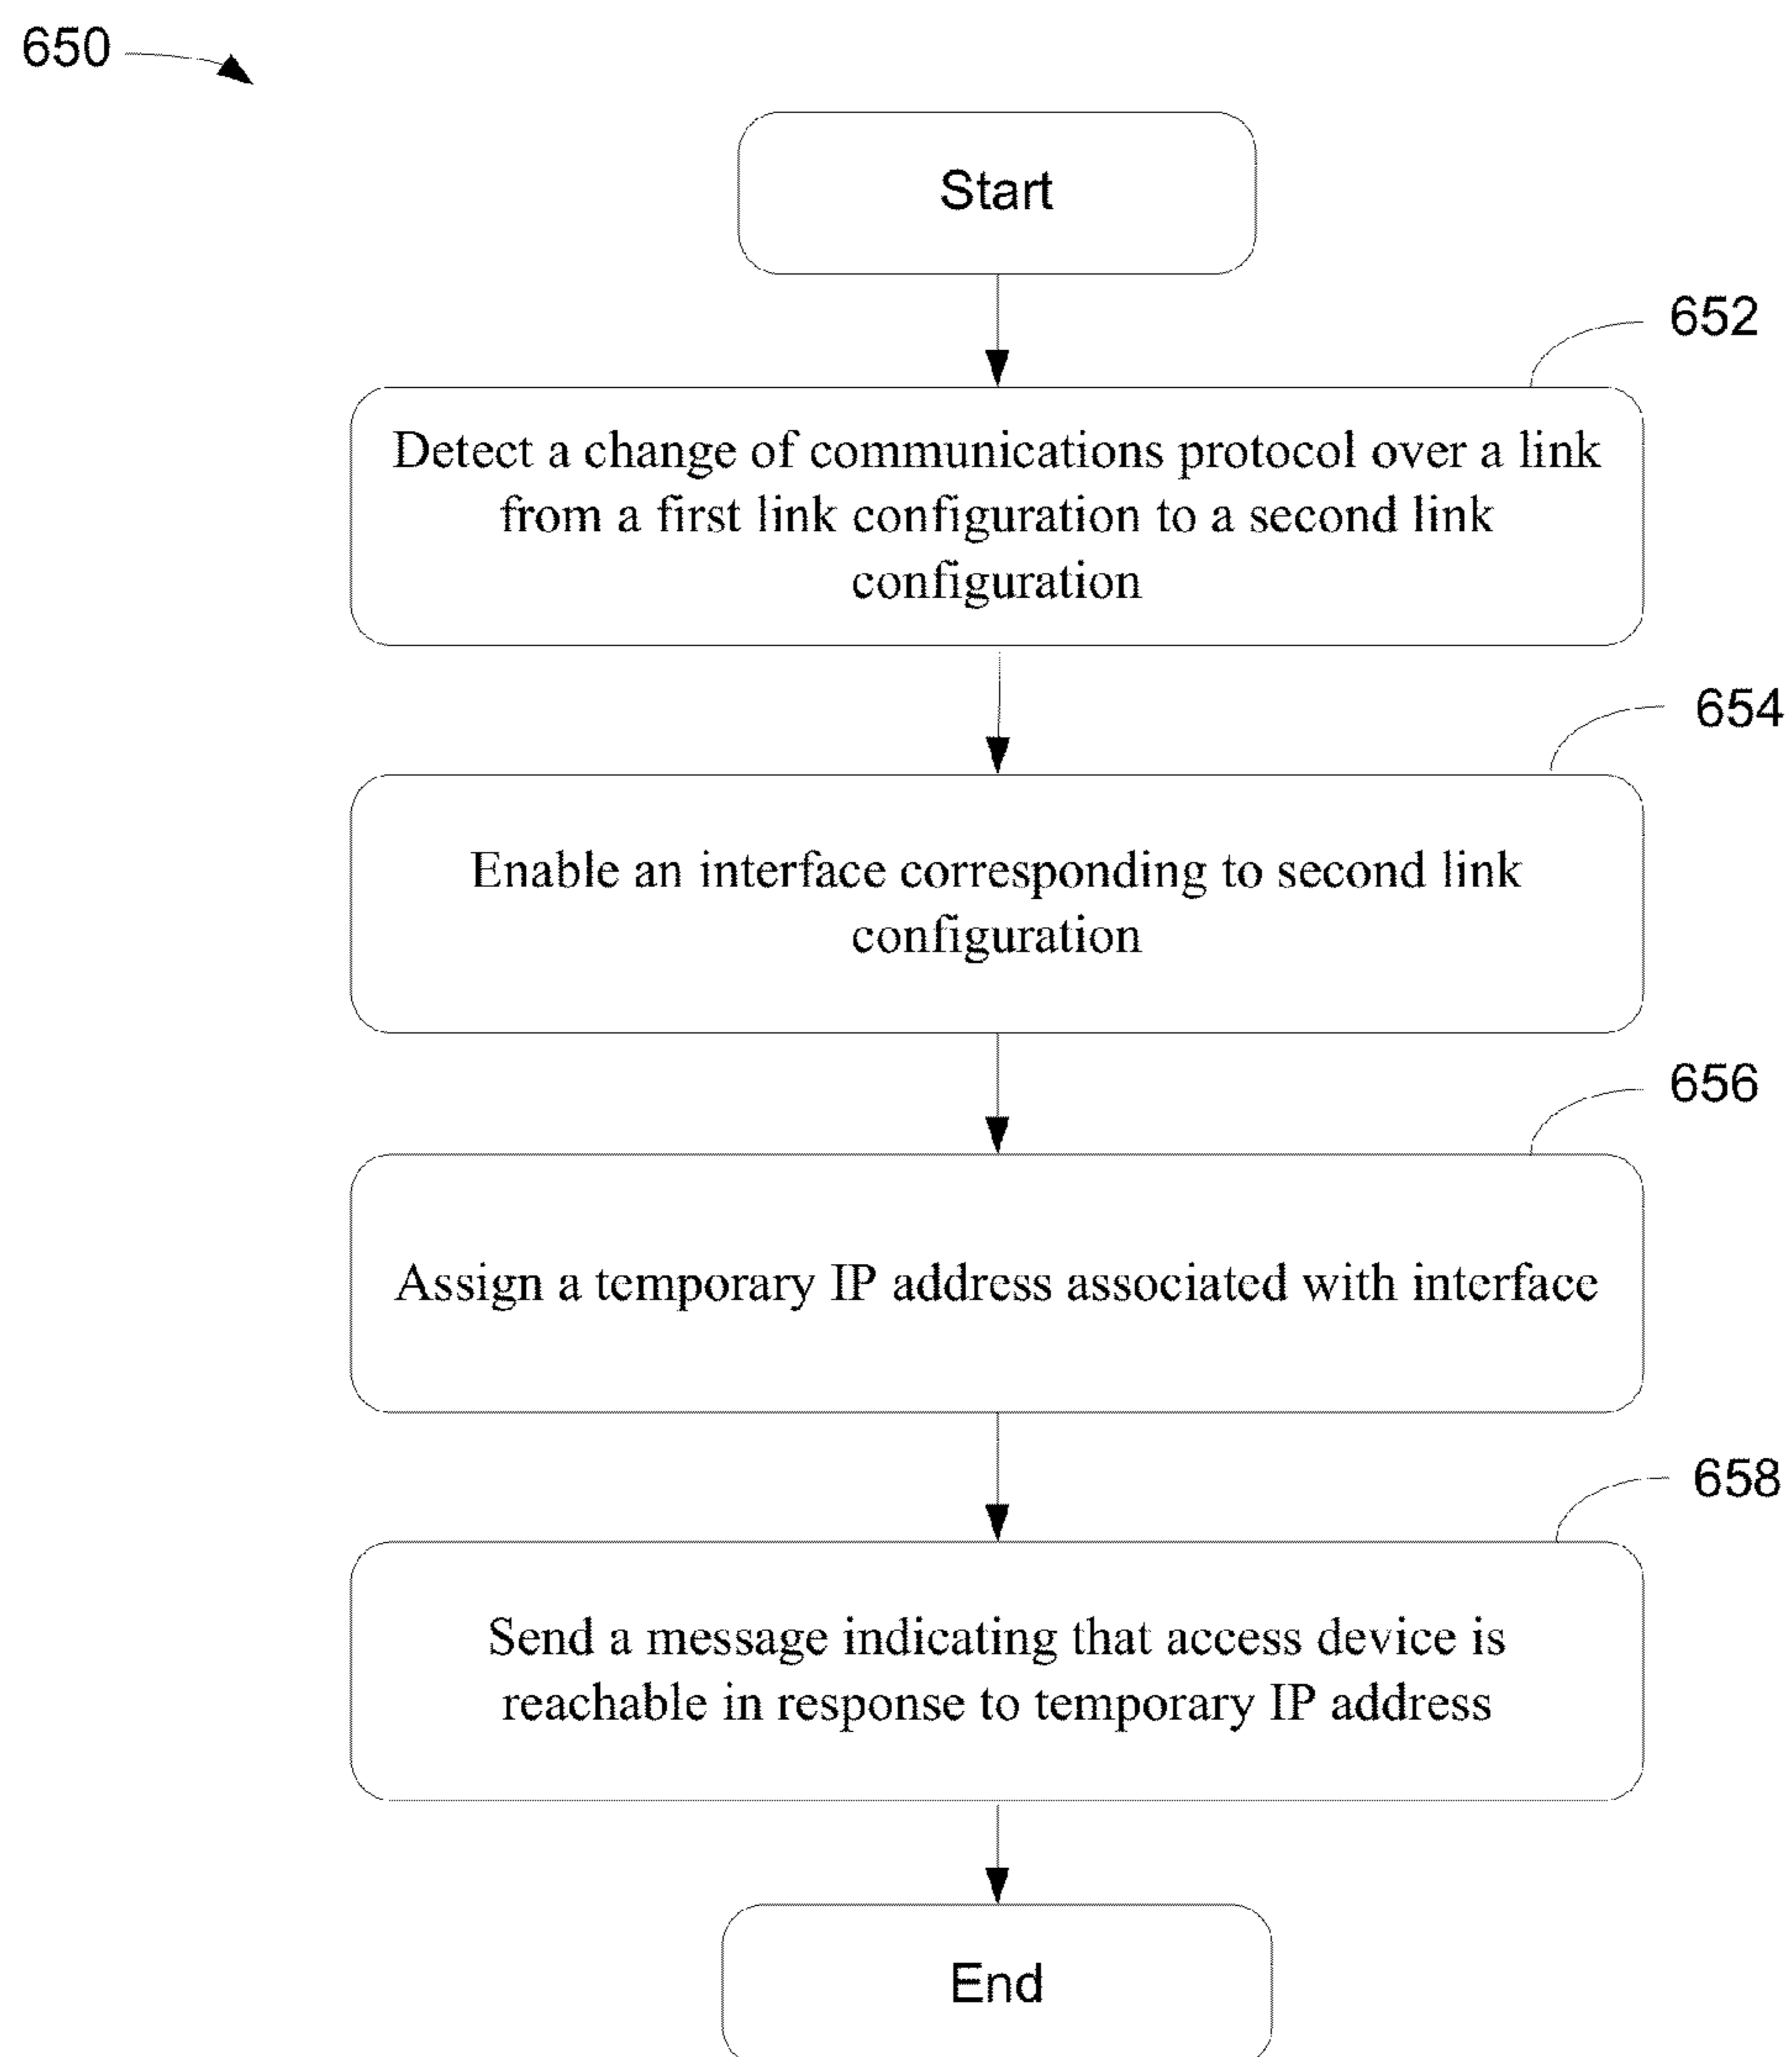 650
Start
652
Detect a change of communications protocol over a link
from a first link configuration to a second link
configuration
654
Enable an interface corresponding to second link
configuration
656
Assign a temporary IP address associated with interface
658
Send a message indicating that access device is
reachable in response to temporary IP address
End